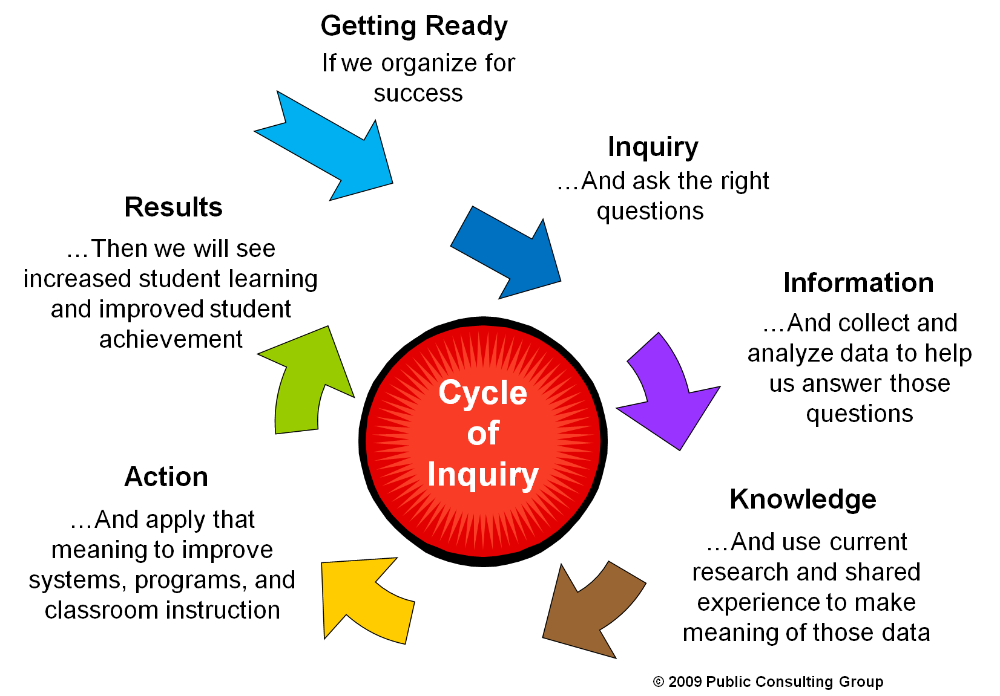 Getting Ready
If we organize for
success
Inquiry
…And ask the right
questions
Information
…And collect and
analyze data to help
us answer those
questions
Knowledge
…And use current
research and shared
experience to make
meaning of those data
Action
…And apply that
meaning to improve
systems, programs, and
classroom instruction
Results
…Then we will see
increased student learning
and improved student
achievement
Cycle
of
Inquiry
© 2009 Public Consulting Group